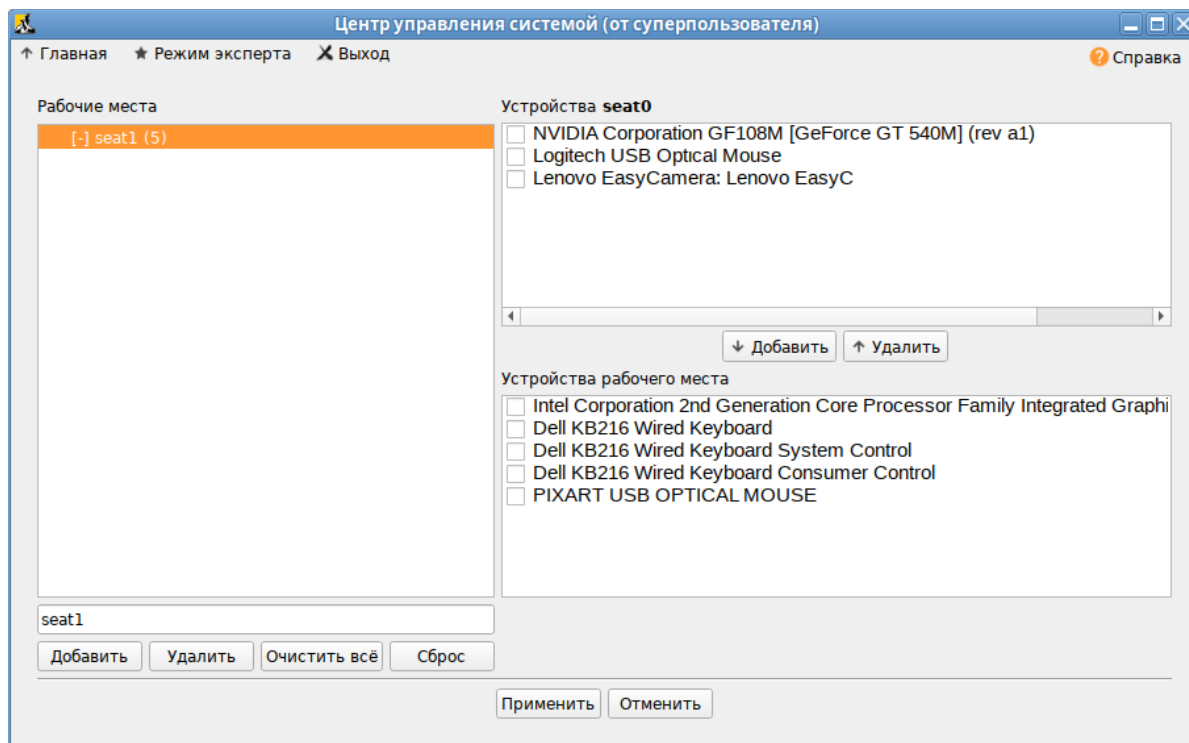 Центр управления системой (от суперпользователя)
Главная Режим эксперта Выход
Справка
Рабочие места
[-] seat1 (5)
seat1
Добавить Удалить Очистить всё Сброс
Устройства seat0
NVIDIA Corporation GF108M [GeForce GT 540M] (rev a1)
Logitech USB Optical Mouse
Lenovo EasyCamera: Lenovo EasyC
Добавить Удалить
Устройства рабочего места
Intel Corporation 2nd Generation Core Processor Family Integrated Graphi
Dell KB216 Wired Keyboard
Dell KB216 Wired Keyboard System Control
Dell KB216 Wired Keyboard Consumer Control
PIXART USB OPTICAL MOUSE
Применить Отменить